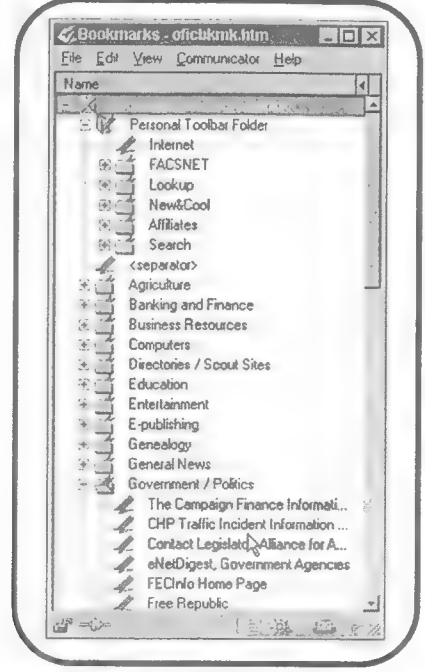 Bookmarks - oficbkmk.htm
File Edit View Communicator Help
Name
Personal Toolbar Folder
Internet
FACSNET
Lookup
New&Cool
Affiliates
Search
<separator>
Agriculture
Banking and Finance
Business Resources
Computers
Directories / Scout Sites
Education
Entertainment
E-publishing
Genealogy
General News
Government / Politics
The Campaign Finance Informati...
CHP Traffic Incident Information ...
Contact Legislato Alliance for A...
eNetDigest, Government Agencies
FECInfo Home Page
Free Republic